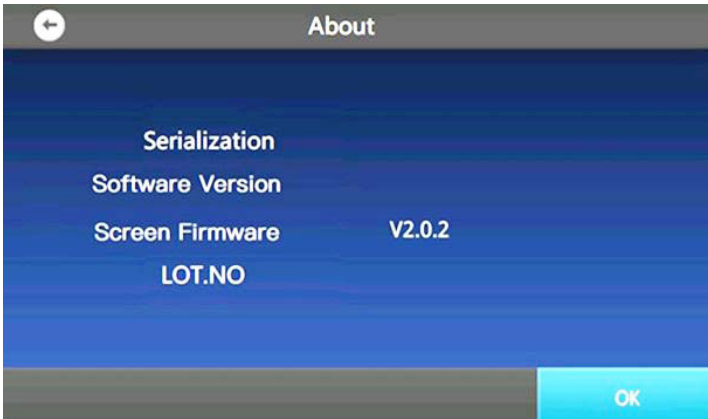 About
Serialization
Software Version
Screen Firmware V2.0.2
LOT.NO
OK